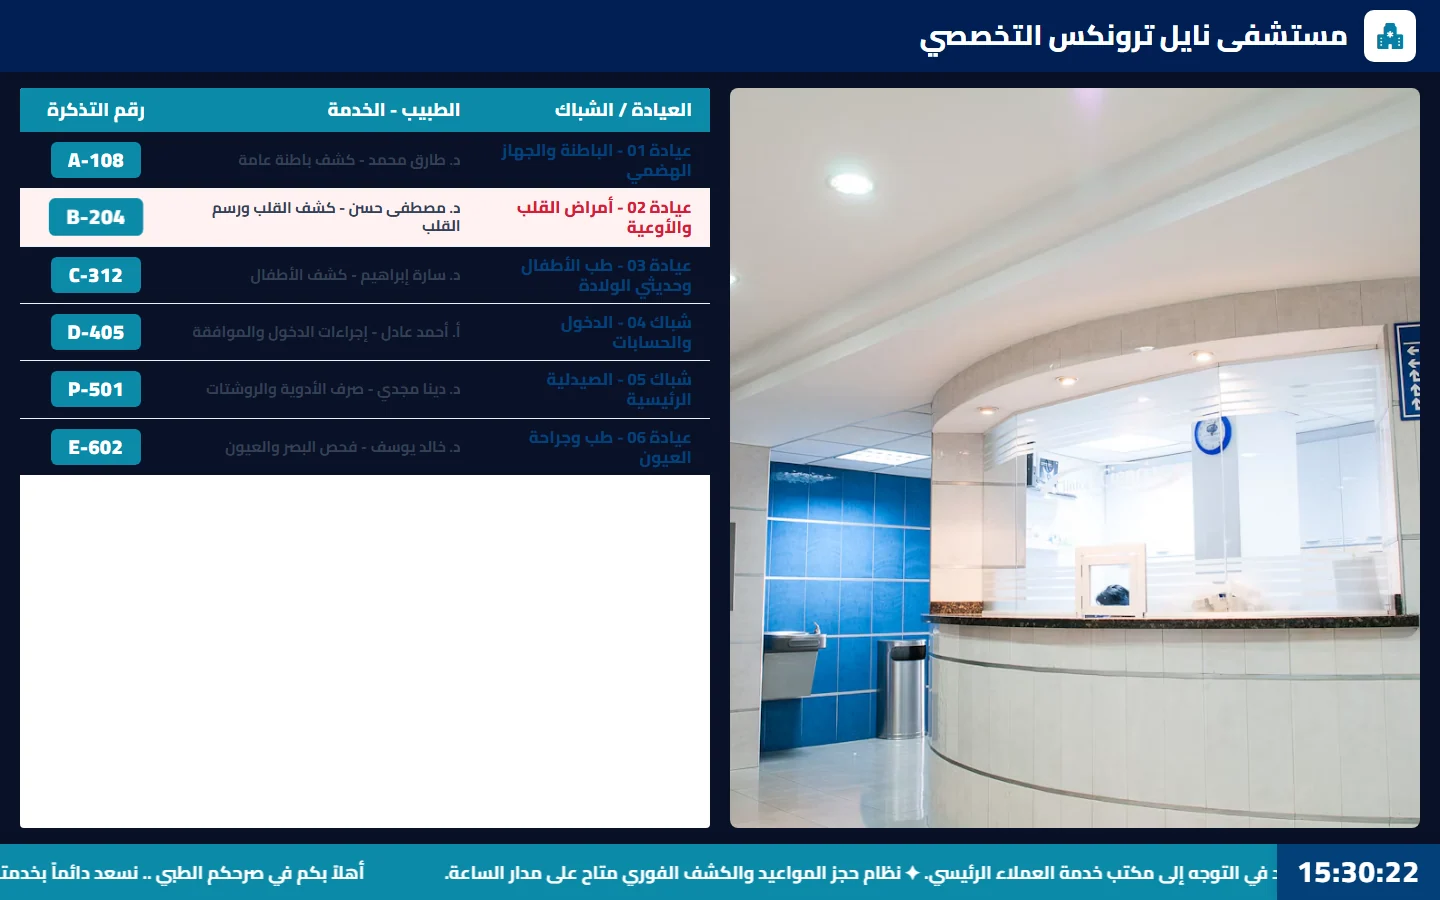 مستشفى نايل ترونكس التخصصي
العيادة / الشباك
الطبيب - الخدمة
رقم التذكرة
عيادة 01 - الباطنة والجهاز
الهضمي
د. طارق محمد - كشف باطنة عامة
A-108
عيادة 02 - أمراض القلب
والأوعية
د. مصطفى حسن - كشف القلب ورسم
القلب
B-204
عيادة 03 - طب الأطفال
وحديثي الولادة
د. سارة إبراهيم - كشف الأطفال
C-312
شباك 04 - الدخول
والحسابات
أ. أحمد عادل - إجراءات الدخول والموافقة
D-405
شباك 05 - الصيدلية
الرئيسية
د. دينا مجدي - صرف الأدوية والروشتات
P-501
عيادة 06 - طب وجراحة
العيون
د. خالد يوسف - فحص البصر والعيون
E-602
15:30:22
في التوجه إلى مكتب خدمة العملاء الرئيسي. ✦ نظام حجز المواعيد والكشف الفوري متاح على مدار الساعة.
أهلاً بكم في صرحكم الطبي .. نسعد دائماً